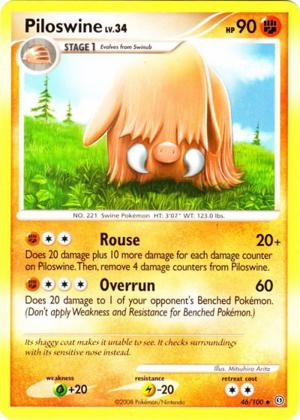 Piloswine LV.34
HP 90
STAGE 1 Evolves from Swinub
NO. 221 Swine Pokémon HT: 3'07" WT: 123.0 lbs.
Rouse 20+
Does 20 damage plus 10 more damage for each damage counter
on Piloswine. Then, remove 4 damage counters from Piloswine.
Overrun 60
Does 20 damage to 1 of your opponent's Benched Pokémon.
(Don't apply Weakness and Resistance for Benched Pokémon.)
Its shaggy coat makes it unable to see. It checks surroundings
with its sensitive nose instead.
Illus. Mitsuhiro Arita
weakness resistance retreat cost
+20 -20
©2008 Pokémon/Nintendo 46/100